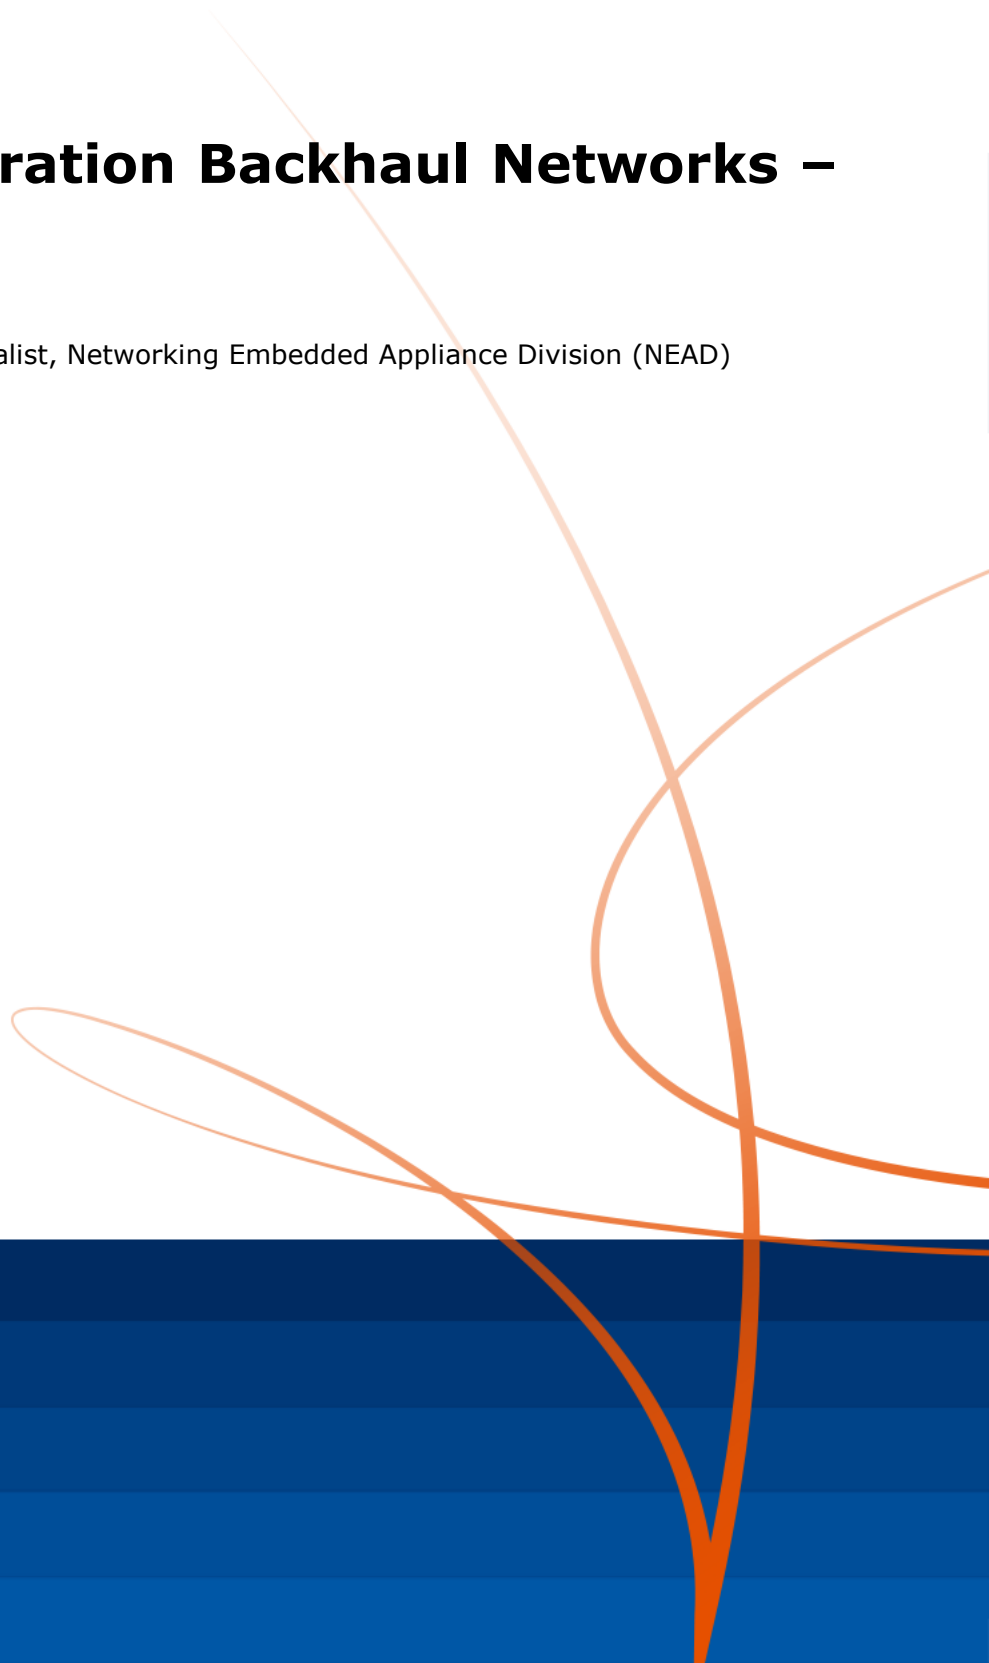 ration Backhaul Networks –
alist, Networking Embedded Appliance Division (NEAD)